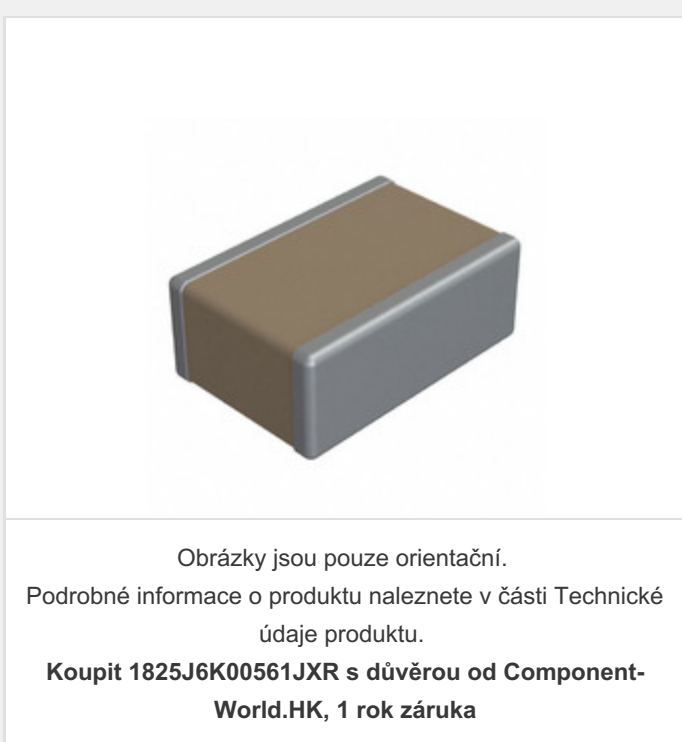 Obrázky jsou pouze orientační.
Podrobné informace o produktu naleznete v části Technické
údaje produktu.
Koupit 1825J6K00561JXR s důvěrou od Component-
World.HK, 1 rok záruka